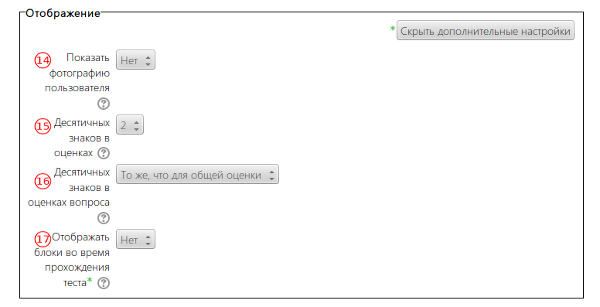 Отображение
* Скрыть дополнительные настройки
14 Показать Нет
фотографию
пользователя
?
15 Десятичных 2
знаков в
оценках ?
16 Десятичных То же, что для общей оценки
знаков в
оценках вопроса
?
17 Отображать Нет
блоки во время
прохождения
теста* ?